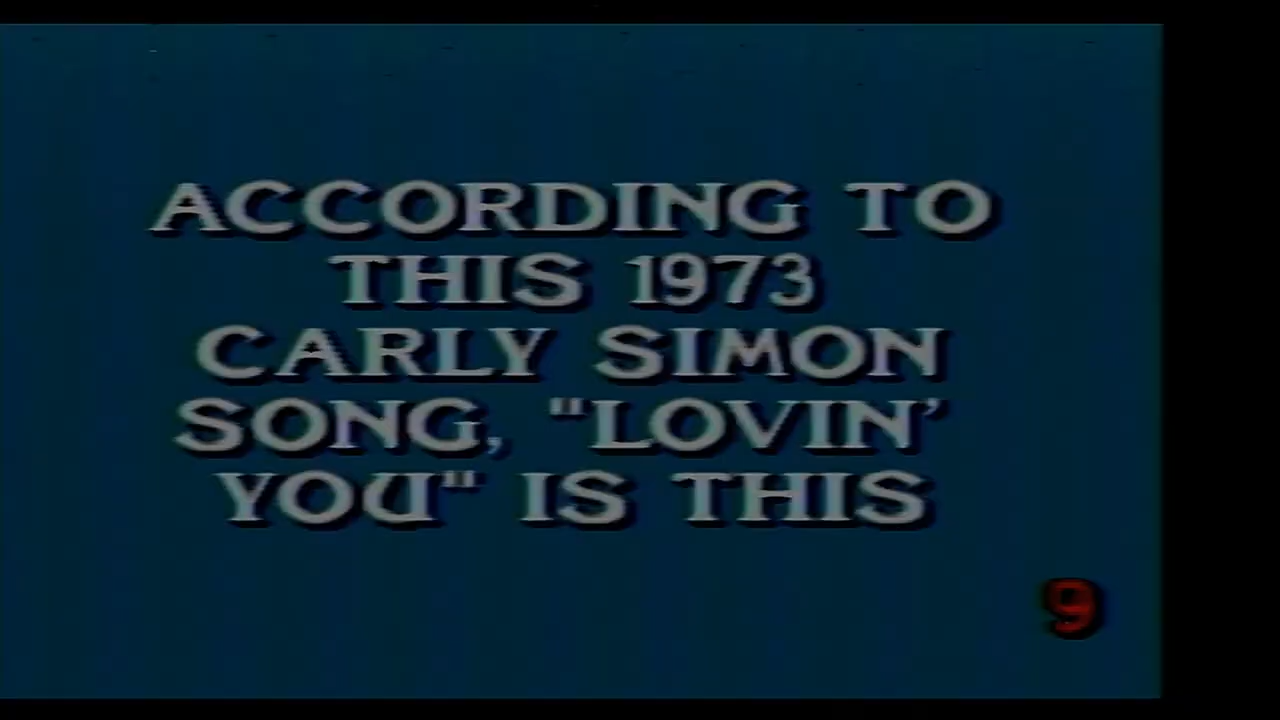 ACCORDING TO
THIS 1973
CARLY SIMON
SONG, "LOVIN'
YOU" IS THIS
9